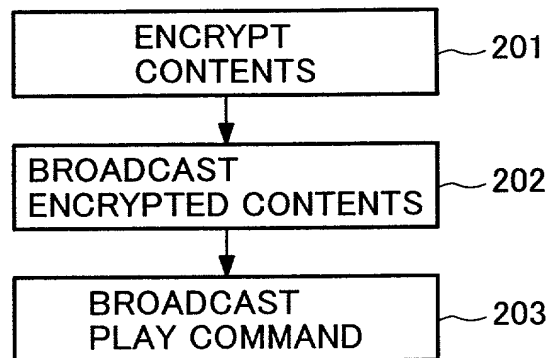 ENCRYPT
CONTENTS
201
BROADCAST
ENCRYPTED CONTENTS
202
BROADCAST
PLAY COMMAND
203